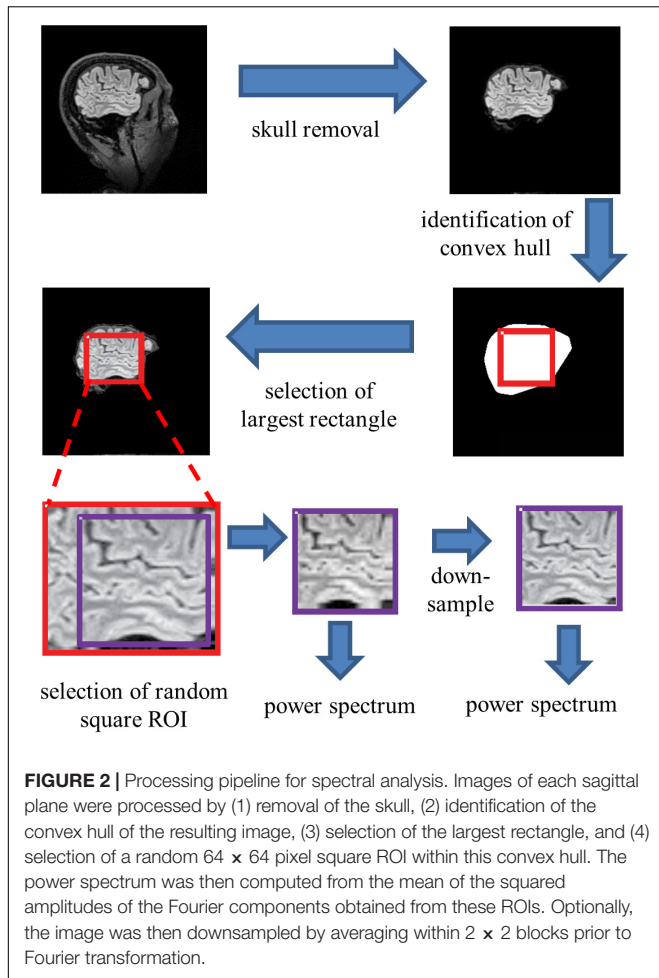 skull removal
identification of
convex hull
selection of
largest rectangle
down-
sample
selection of random
square ROI
power spectrum
power spectrum
FIGURE 2 | Processing pipeline for spectral analysis. Images of each sagittal
plane were processed by (1) removal of the skull, (2) identification of the
convex hull of the resulting image, (3) selection of the largest rectangle, and (4)
selection of a random 64 x 64 pixel square ROI within this convex hull. The
power spectrum was then computed from the mean of the squared
amplitudes of the Fourier components obtained from these ROIs. Optionally,
the image was then downsampled by averaging within 2 x 2 blocks prior to
Fourier transformation.